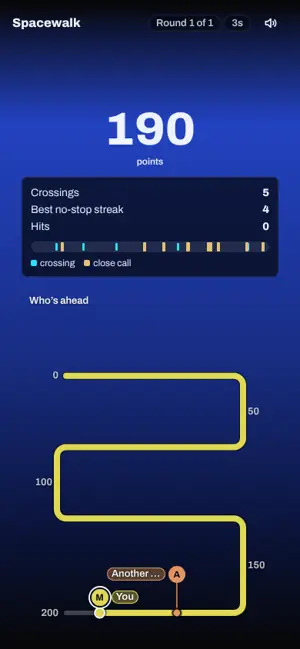 Spacewalk
Round 1 of 1
3s
190
points
Crossings 5
Best no-stop streak 4
Hits 0
crossing close call
Who's ahead
0
50
100
150
Another ... A
M You
200